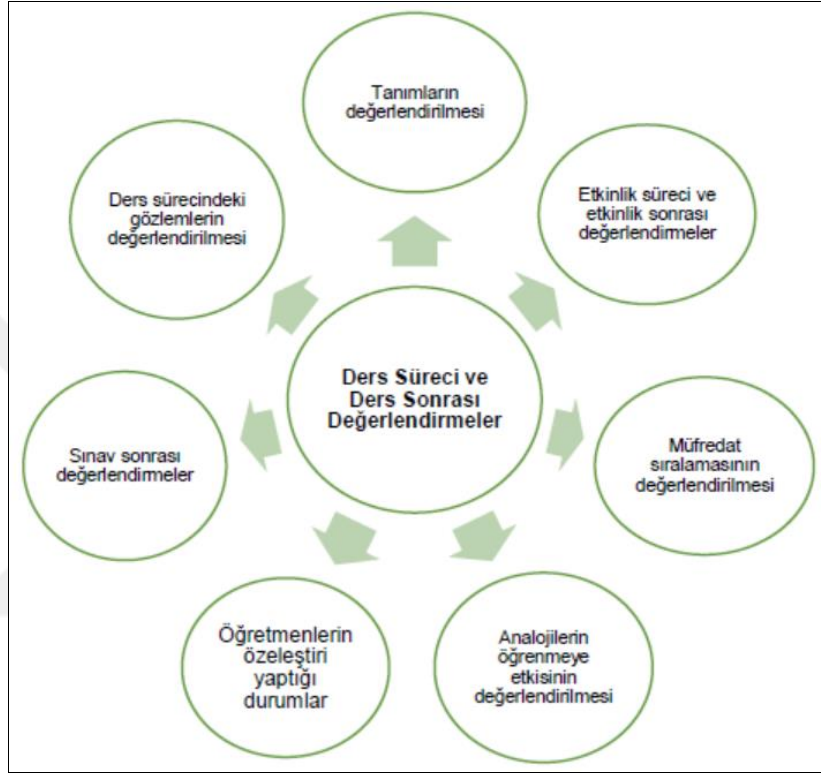 Tanımların
değerlendirilmesi
Etkinlik süreci ve
etkinlik sonrası
değerlendirmeler
Müfredat
sıralamasının
değerlendirilmesi
Analojilerin
öğrenmeye
etkisinin
değerlendirilmesi
Öğretmenlerin
özeleştiri
yaptığı
durumlar
Sınav sonrası
değerlendirmeler
Ders sürecindeki
gözlemlerin
değerlendirilmesi
Ders Süreci ve
Ders Sonrası
Değerlendirmeler